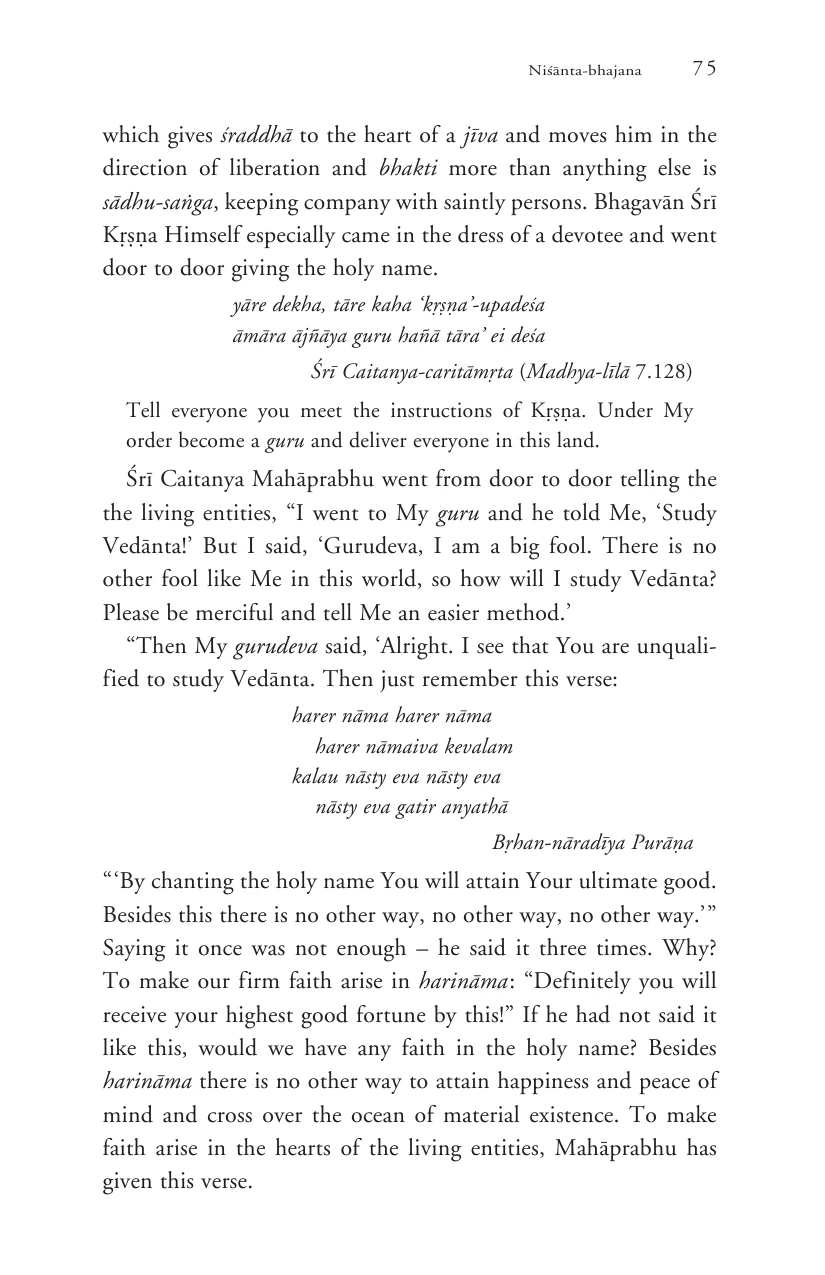 Niśānta-bhajana 75
which gives śraddhā to the heart of a jīva and moves him in the
direction of liberation and bhakti more than anything else is
sādhu-saṅga, keeping company with saintly persons. Bhagavān Śrī
Kṛṣṇa Himself especially came in the dress of a devotee and went
door to door giving the holy name.
yāre dekha, tāre kaha ‘kṛṣṇa’-upadeśa
āmāra ājñāya guru hañā tāra’ ei deśa
Śrī Caitanya-caritāmṛta (Madhya-līlā 7.128)
Tell everyone you meet the instructions of Kṛṣṇa. Under My
order become a guru and deliver everyone in this land.
Śrī Caitanya Mahāprabhu went from door to door telling the
the living entities, “I went to My guru and he told Me, ‘Study
Vedānta!’ But I said, ‘Gurudeva, I am a big fool. There is no
other fool like Me in this world, so how will I study Vedānta?
Please be merciful and tell Me an easier method.’
“Then My gurudeva said, ‘Alright. I see that You are unquali-
fied to study Vedānta. Then just remember this verse:
harer nāma harer nāma
harer nāmaiva kevalam
kalau nāsty eva nāsty eva
nāsty eva gatir anyathā
Bṛhan-nāradīya Purāṇa
“‘By chanting the holy name You will attain Your ultimate good.
Besides this there is no other way, no other way, no other way.’”
Saying it once was not enough – he said it three times. Why?
To make our firm faith arise in harināma: “Definitely you will
receive your highest good fortune by this!” If he had not said it
like this, would we have any faith in the holy name? Besides
harināma there is no other way to attain happiness and peace of
mind and cross over the ocean of material existence. To make
faith arise in the hearts of the living entities, Mahāprabhu has
given this verse.